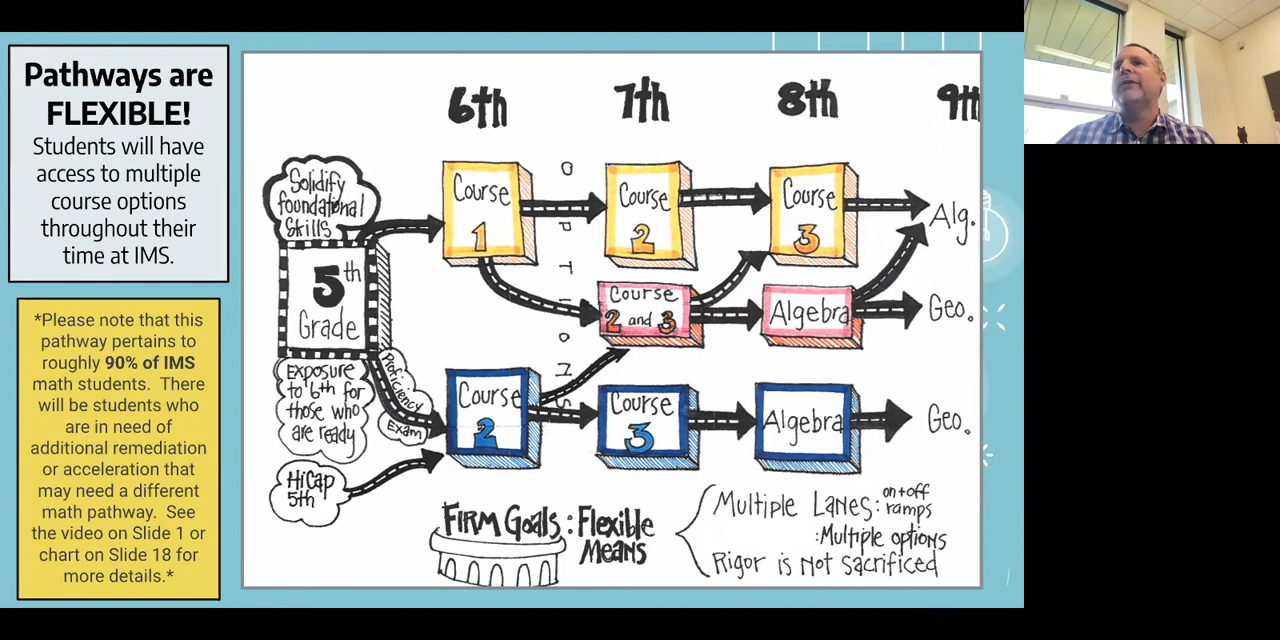 Pathways are
FLEXIBLE!
Students will have
access to multiple
course options
throughout their
time at IMS.
*Please note that this
pathway pertains to
roughly 90% of IMS
math students. There
will be students who
are in need of
additional remediation
or acceleration that
may need a different
math pathway. See
the video on Slide 1 or
chart on Slide 18 for
more details.*
6th
7th
8th
9th
Solidify
foundational
Skills
5th
Grade
Exposure
to 6th for
those who
are ready
Proficiency
Exam
HiCap
5th
Course
1
Course
2
Course
3
Alg.
OPTIONS
Course
2 and 3
Algebra
Geo.
Course
2
Course
3
Algebra
Geo.
Firm Goals: Flexible
Means
Multiple Lanes: on+off
ramps
:Multiple options
Rigor is Not Sacrificed
7